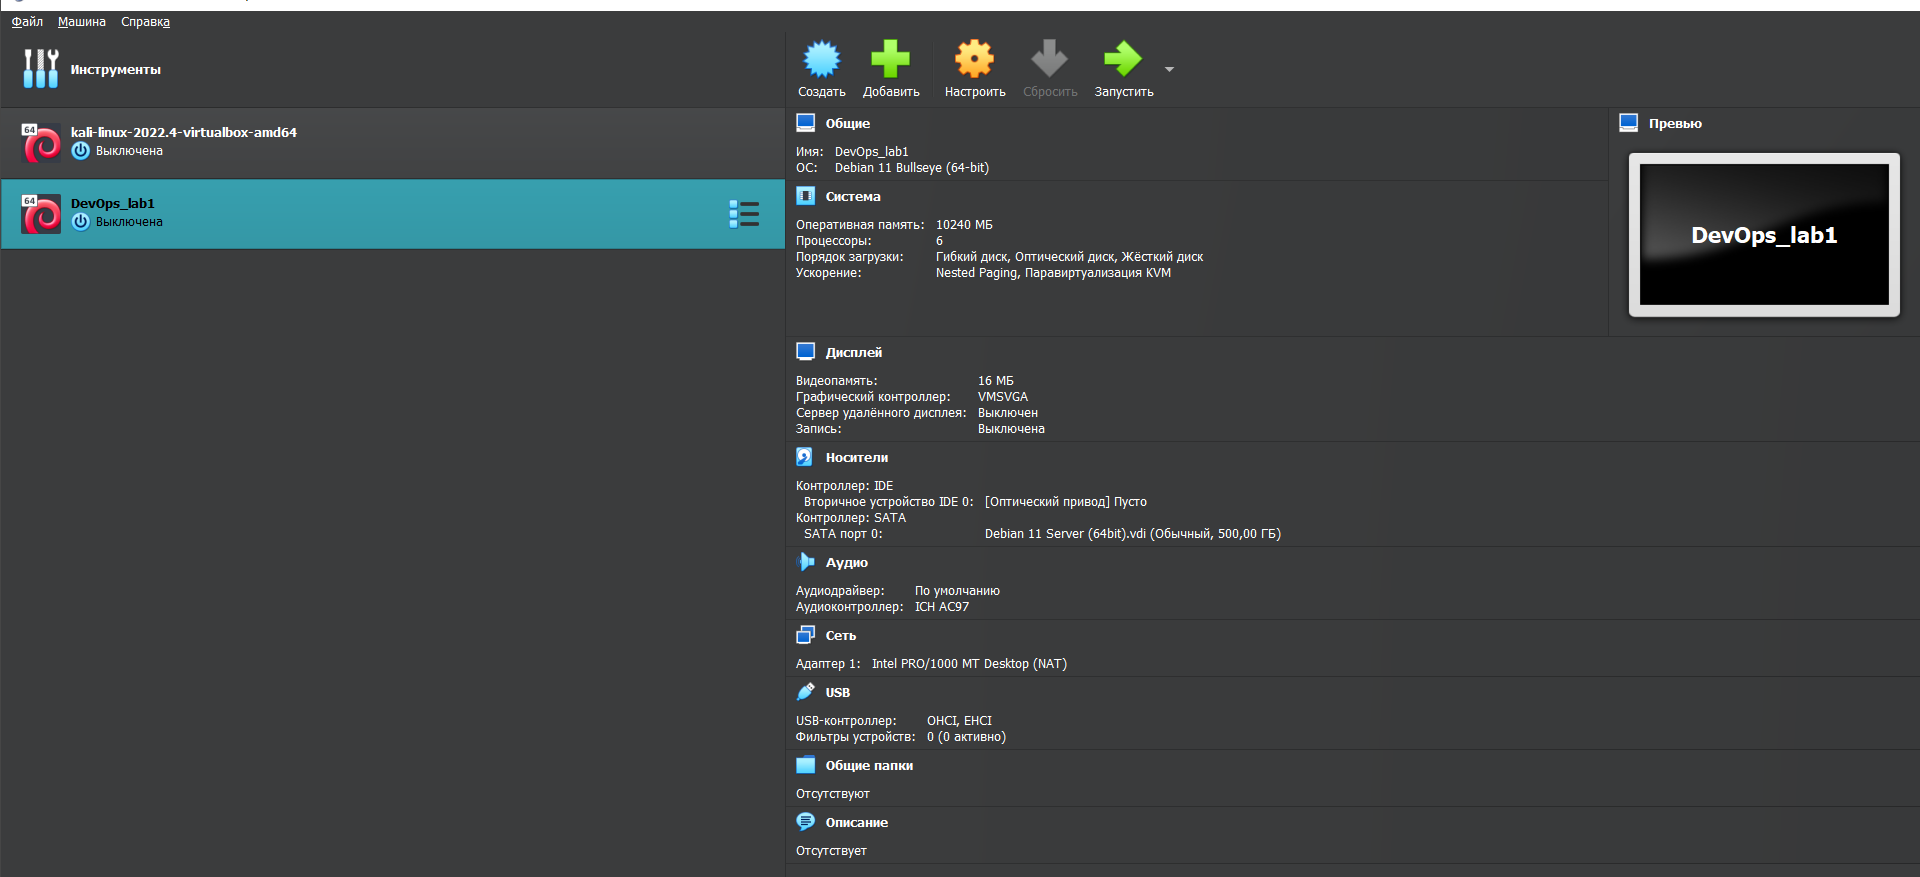 Файл Машина Справка
Инструменты
64
kali-linux-2022.4-virtualbox-amd64
Выключена
64
DevOps_lab1
Выключена
Создать Добавить Настроить Сбросить Запустить
Общие
Имя: DevOps_lab1
ОС: Debian 11 Bullseye (64-bit)
Превью
DevOps_lab1
Система
Оперативная память: 10240 МБ
Процессоры: 6
Порядок загрузки: Гибкий диск, Оптический диск, Жёсткий диск
Ускорение: Nested Paging, Паравиртуализация KVM
Дисплей
Видеопамять: 16 МБ
Графический контроллер: VMSVGA
Сервер удалённого дисплея: Выключен
Запись: Выключена
Носители
Контроллер: IDE
Вторичное устройство IDE 0: [Оптический привод] Пусто
Контроллер: SATA
SATA порт 0: Debian 11 Server (64bit).vdi (Обычный, 500,00 ГБ)
Аудио
Аудиодрайвер: По умолчанию
Аудиоконтроллер: ICH AC97
Сеть
Адаптер 1: Intel PRO/1000 MT Desktop (NAT)
USB
USB-контроллер: OHCI, EHCI
Фильтры устройств: 0 (0 активно)
Общие папки
Отсутствуют
Описание
Отсутствует